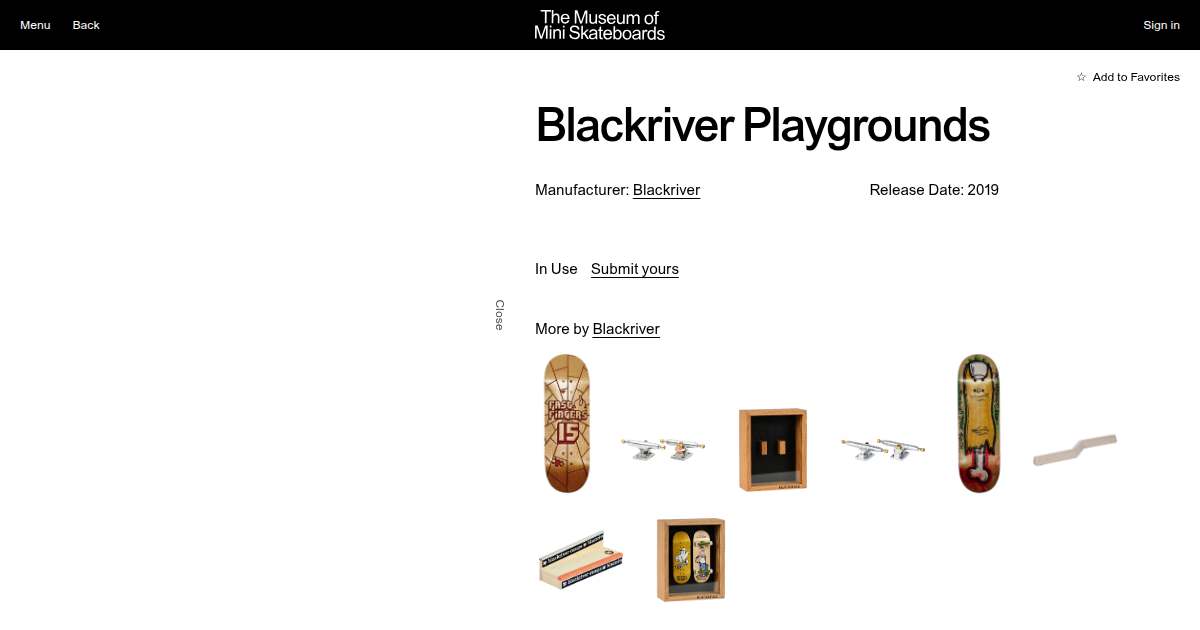 Menu
Back
The Museum of
Mini Skateboards
Sign in
☆ Add to Favorites
Blackriver Playgrounds
Manufacturer: Blackriver
Release Date: 2019
In Use Submit yours
Close
More by Blackriver
FAST
FINGERS
15